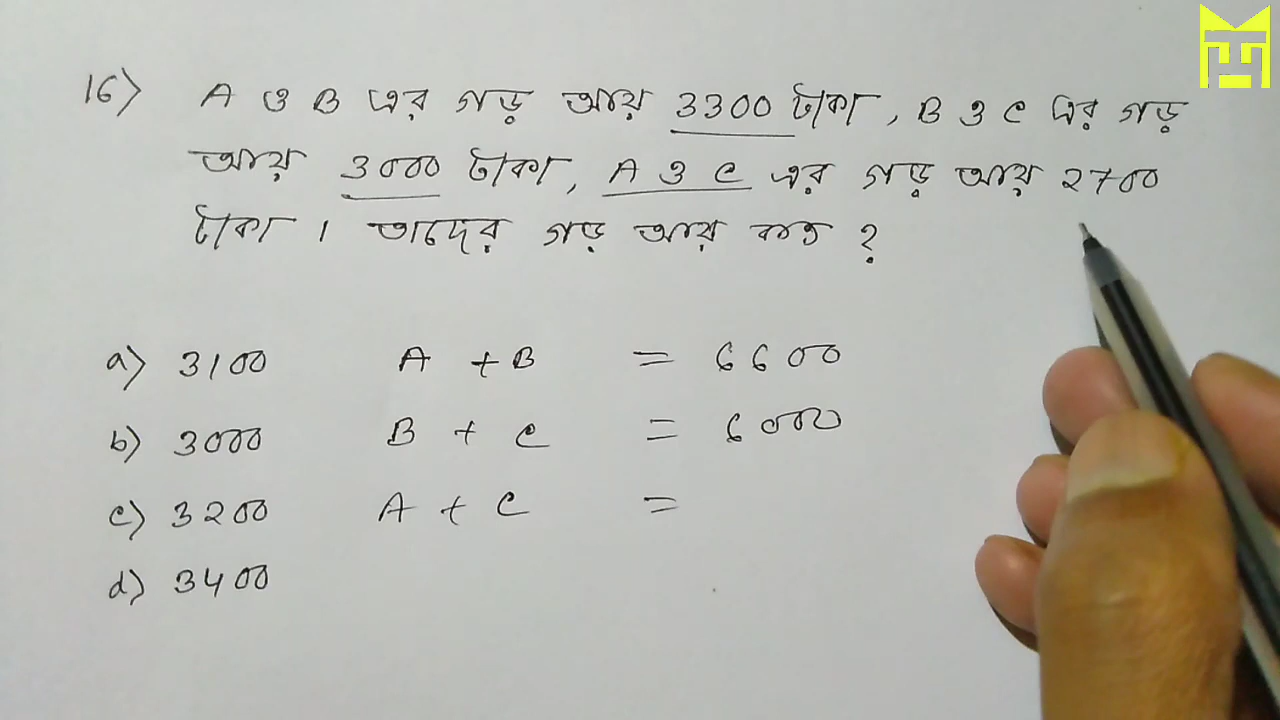 16) A ও B এর গড় আয় 3300 টাকা, B ও C এর গড়
আয় 3000 টাকা, A ও C এর গড় আয় 2700
টাকা। তাদের গড় আয় কত ?
a) 3100
A + B = 6600
b) 3000
B + C = 6000
c) 3200
A + C =
d) 3400